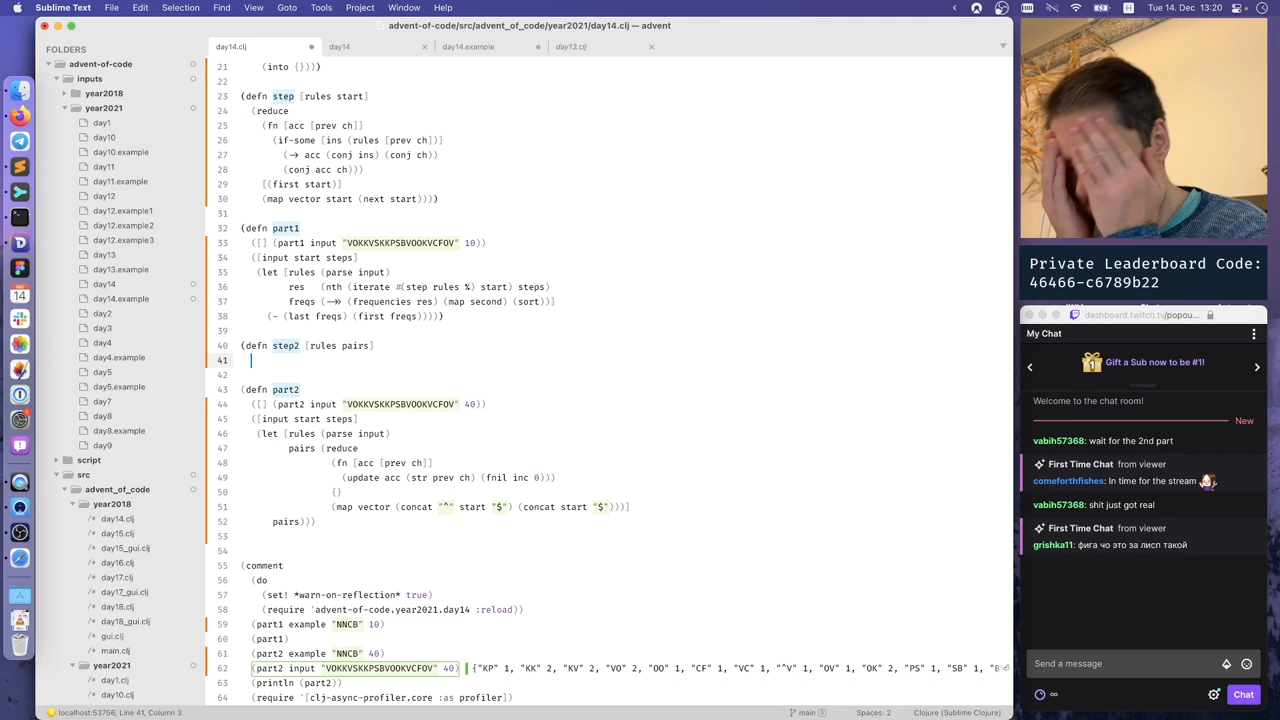 Sublime Text File Edit Selection Find View Goto Tools Project Window Help
Tue 14. Dec 13:20
advent-of-code/src/advent_of_code/year2021/day14.clj — advent
FOLDERS
advent-of-code
inputs
year2018
year2021
day1
day10
day10.example
day11
day11.example
day12
day12.example1
day12.example2
day12.example3
day13
day13.example
day14
day14.example
day2
day3
day4
day4.example
day5
day5.example
day7
day8
day8.example
day9
script
src
advent_of_code
year2018
/* day14.clj
/* day15.clj
/* day15_gui.clj
/* day16.clj
/* day17.clj
/* day17_gui.clj
/* day18.clj
/* day18_gui.clj
/* gui.clj
/* main.clj
year2021
/* day1.clj
/* day10.clj
DEC
14
day14.clj
day14
day14.example
day13.clj
21 (into {})))
22
23 (defn step [rules start]
24 (reduce
25 (fn [acc [prev ch]]
26 (if-some [ins (rules [prev ch])]
27 (-> acc (conj ins) (conj ch))
28 (conj acc ch)))
29 [(first start)]
30 (map vector start (next start))))
31
32 (defn part1
33 ([] (part1 input "VOKKVSKKPSBVOOKVCFOV" 10))
34 ([input start steps]
35 (let [rules (parse input)
36 res (nth (iterate #(step rules %) start) steps)
37 freqs (->> (frequencies res) (map second) (sort))]
38 (- (last freqs) (first freqs)))))
39
40 (defn step2 [rules pairs]
41
42
43 (defn part2
44 ([] (part2 input "VOKKVSKKPSBVOOKVCFOV" 40))
45 ([input start steps]
46 (let [rules (parse input)
47 pairs (reduce
48 (fn [acc [prev ch]]
49 (update acc (str prev ch) (fnil inc 0)))
50 {}
51 (map vector (concat "^" start "$") (concat start "$")))]
52 pairs)))
53
54
55 (comment
56 (do
57 (set! *warn-on-reflection* true)
58 (require 'advent-of-code.year2021.day14 :reload))
59 (part1 example "NNCB" 10)
60 (part1)
61 (part2 example "NNCB" 40)
62 (part2 input "VOKKVSKKPSBVOOKVCFOV" 40) {"KP" 1, "KK" 2, "KV" 2, "VO" 2, "OO" 1, "CF" 1, "VC" 1, "^V" 1, "OV" 1, "OK" 2, "PS" 1, "SB" 1, "B
63 (println (part2))
64 (require '[clj-async-profiler.core :as profiler])
localhost:53756, Line 41, Column 3
main 3
Spaces: 2
Clojure (Sublime Clojure)
Private Leaderboard Code:
46466-c6789b22
dashboard.twitch.tv/popou...
My Chat
1
Gift a Sub now to be #1!
Welcome to the chat room!
New
vabih57368: wait for the 2nd part
First Time Chat from viewer
comeforthfishes: In time for the stream
vabih57368: shit just got real
First Time Chat from viewer
grishka11: фига чо это за лисп такой
Send a message
∞
Chat